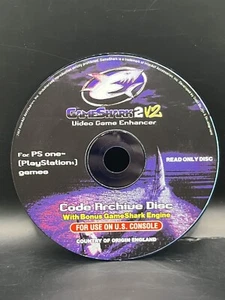 GAMESHARK 2 V2
Video Game Enhancer
For PS one~
[PlayStation®]
games
READ ONLY DISC
Code Archive Disc
With Bonus GameShark Engine
FOR USE ON U.S. CONSOLE
COUNTRY OF ORIGIN ENGLAND